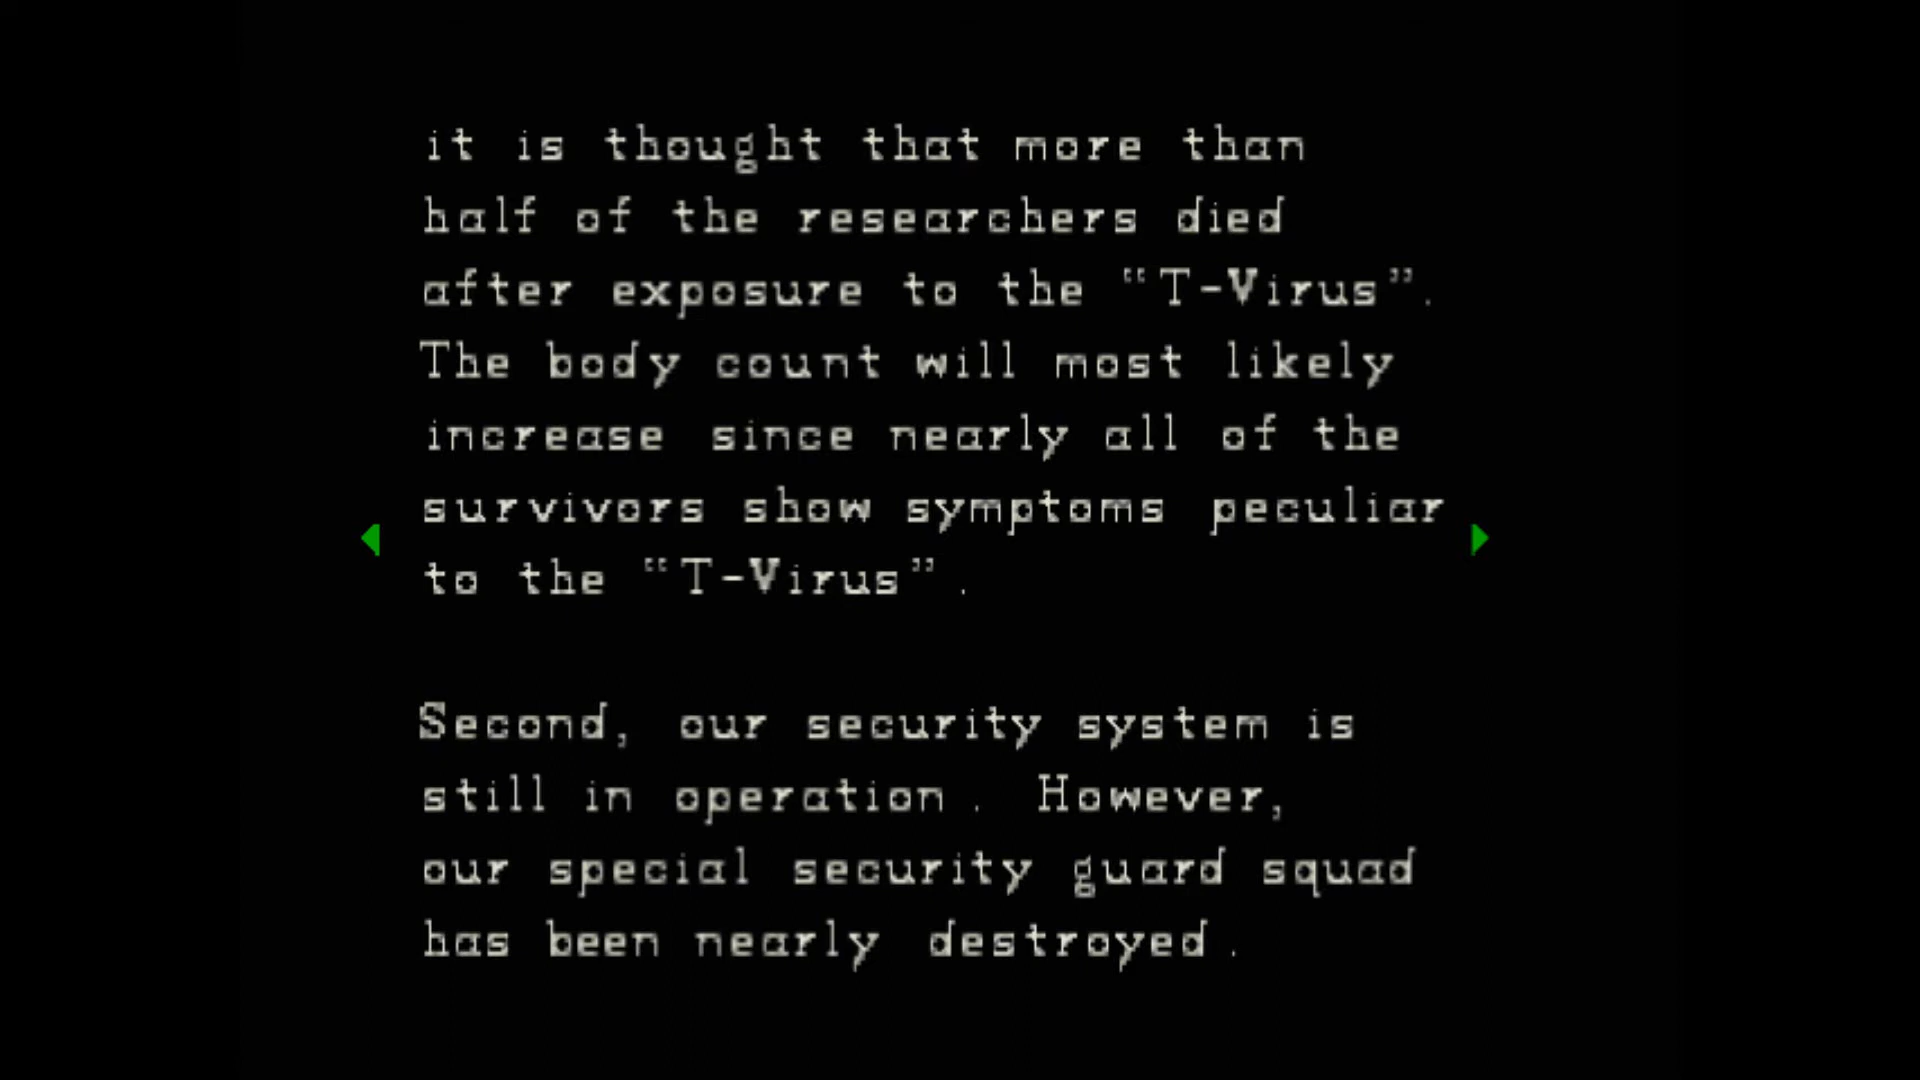 it is thought that more than
half of the researchers died
after exposure to the “T-Virus”.
The body count will most likely
increase since nearly all of the
survivors show symptoms peculiar
to the “T-Virus”.
Second, our security system is
still in operation. However,
our special security guard squad
has been nearly destroyed.